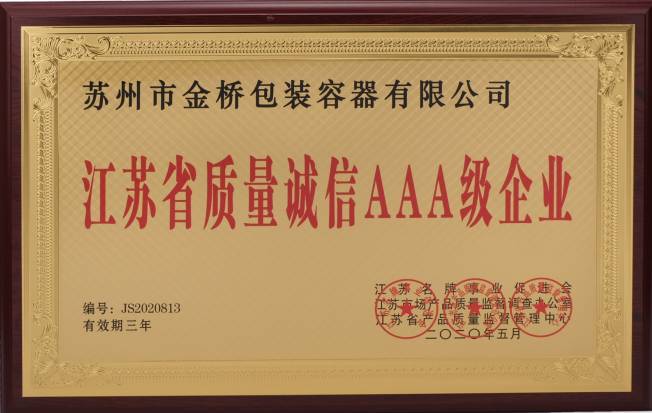 苏州市金桥包装容器有限公司
江苏省质量诚信AAA级企业
编号：JS2020813
有效期三年
江苏名牌事业促进会
江苏市场产品质量监督调查办公室
江苏省产品质量监督管理中心
二〇二〇年五月